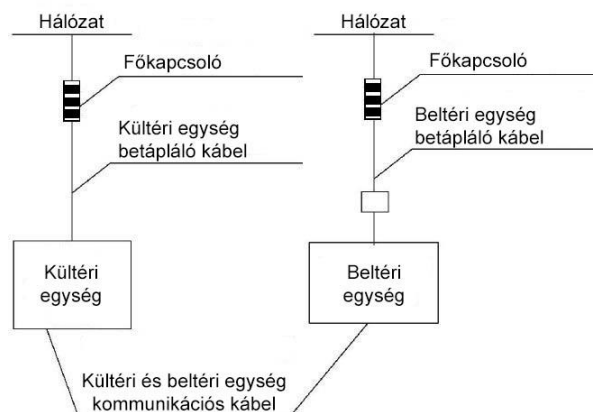 Hálózat
Főkapcsoló
Kültéri egység
betápláló kábel
Kültéri
egység
Hálózat
Főkapcsoló
Beltéri egység
betápláló kábel
Beltéri
egység
Kültéri és beltéri egység
kommunikációs kábel